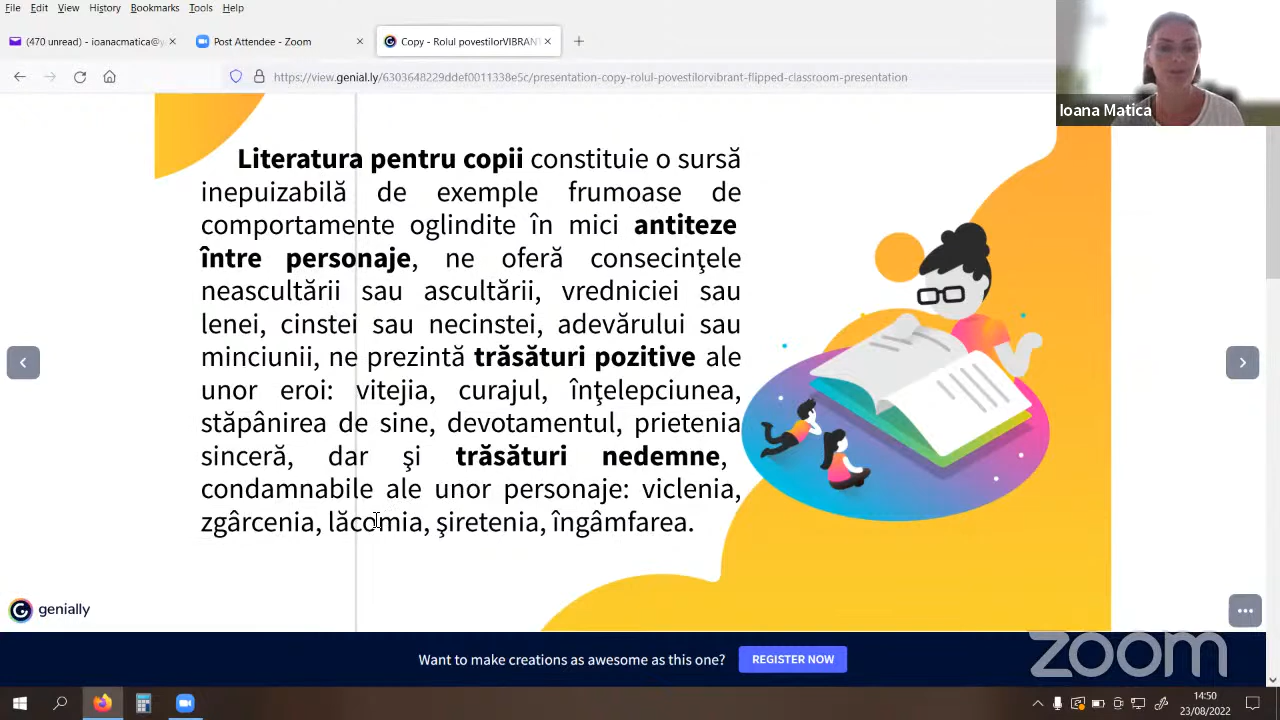 File Edit View History Bookmarks Tools Help
(470 unread) - ioanacmatica@y
Post Attendee - Zoom
Copy - Rolul povestilorVIBRANT
https://view.genial.ly/6303648229ddef0011338e5c/presentation-copy-rolul-povestilorvibrant-flipped-classroom-presentation
Ioana Matica
Literatura pentru copii constituie o sursă
inepuizabilă de exemple frumoase de
comportamente oglindite în mici antiteze
între personaje, ne oferă consecinţele
neascultării sau ascultării, vredniciei sau
lenei, cinstei sau necinstei, adevărului sau
minciunii, ne prezintă trăsături pozitive ale
unor eroi: vitejia, curajul, înţelepciunea,
stăpânirea de sine, devotamentul, prietenia
sinceră, dar şi trăsături nedemne,
condamnabile ale unor personaje: viclenia,
zgârcenia, lăcomia, şiretenia, îngâmfarea.
genially
Want to make creations as awesome as this one? REGISTER NOW
zoom
14:50
23/08/2022